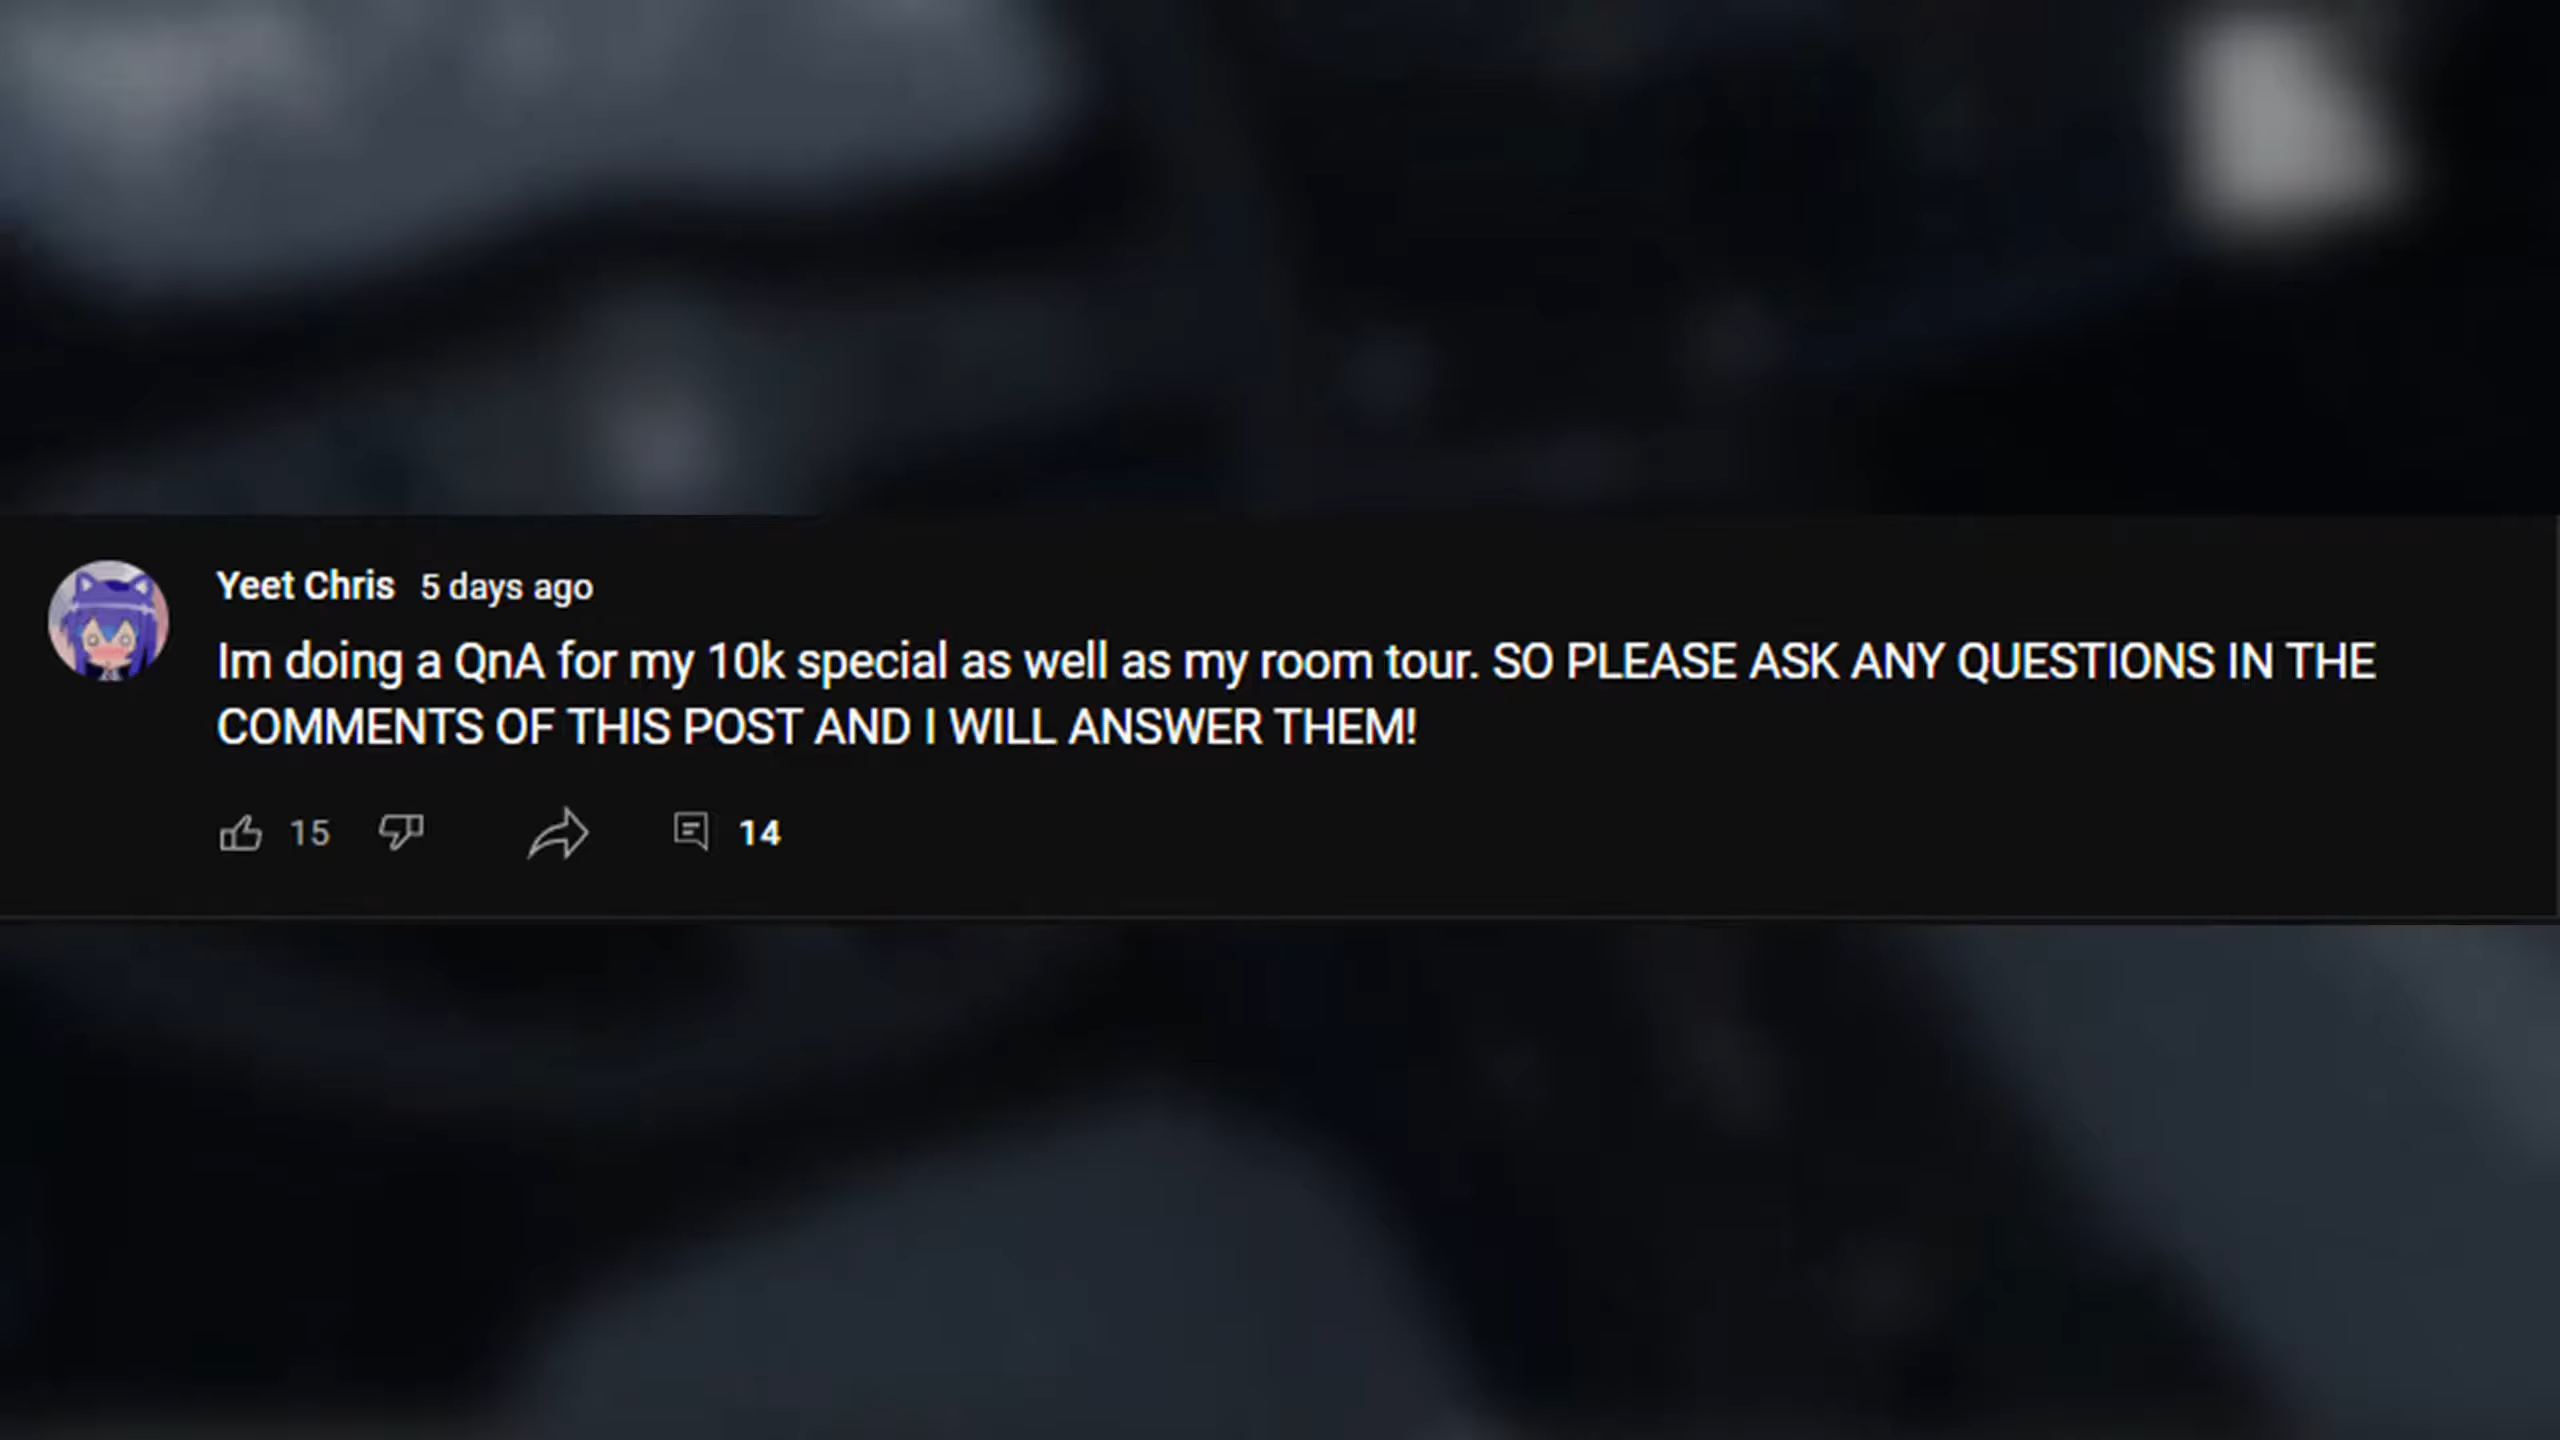 Yeet Chris 5 days ago
Im doing a QnA for my 10k special as well as my room tour. SO PLEASE ASK ANY QUESTIONS IN THE
COMMENTS OF THIS POST AND I WILL ANSWER THEM!
15 14